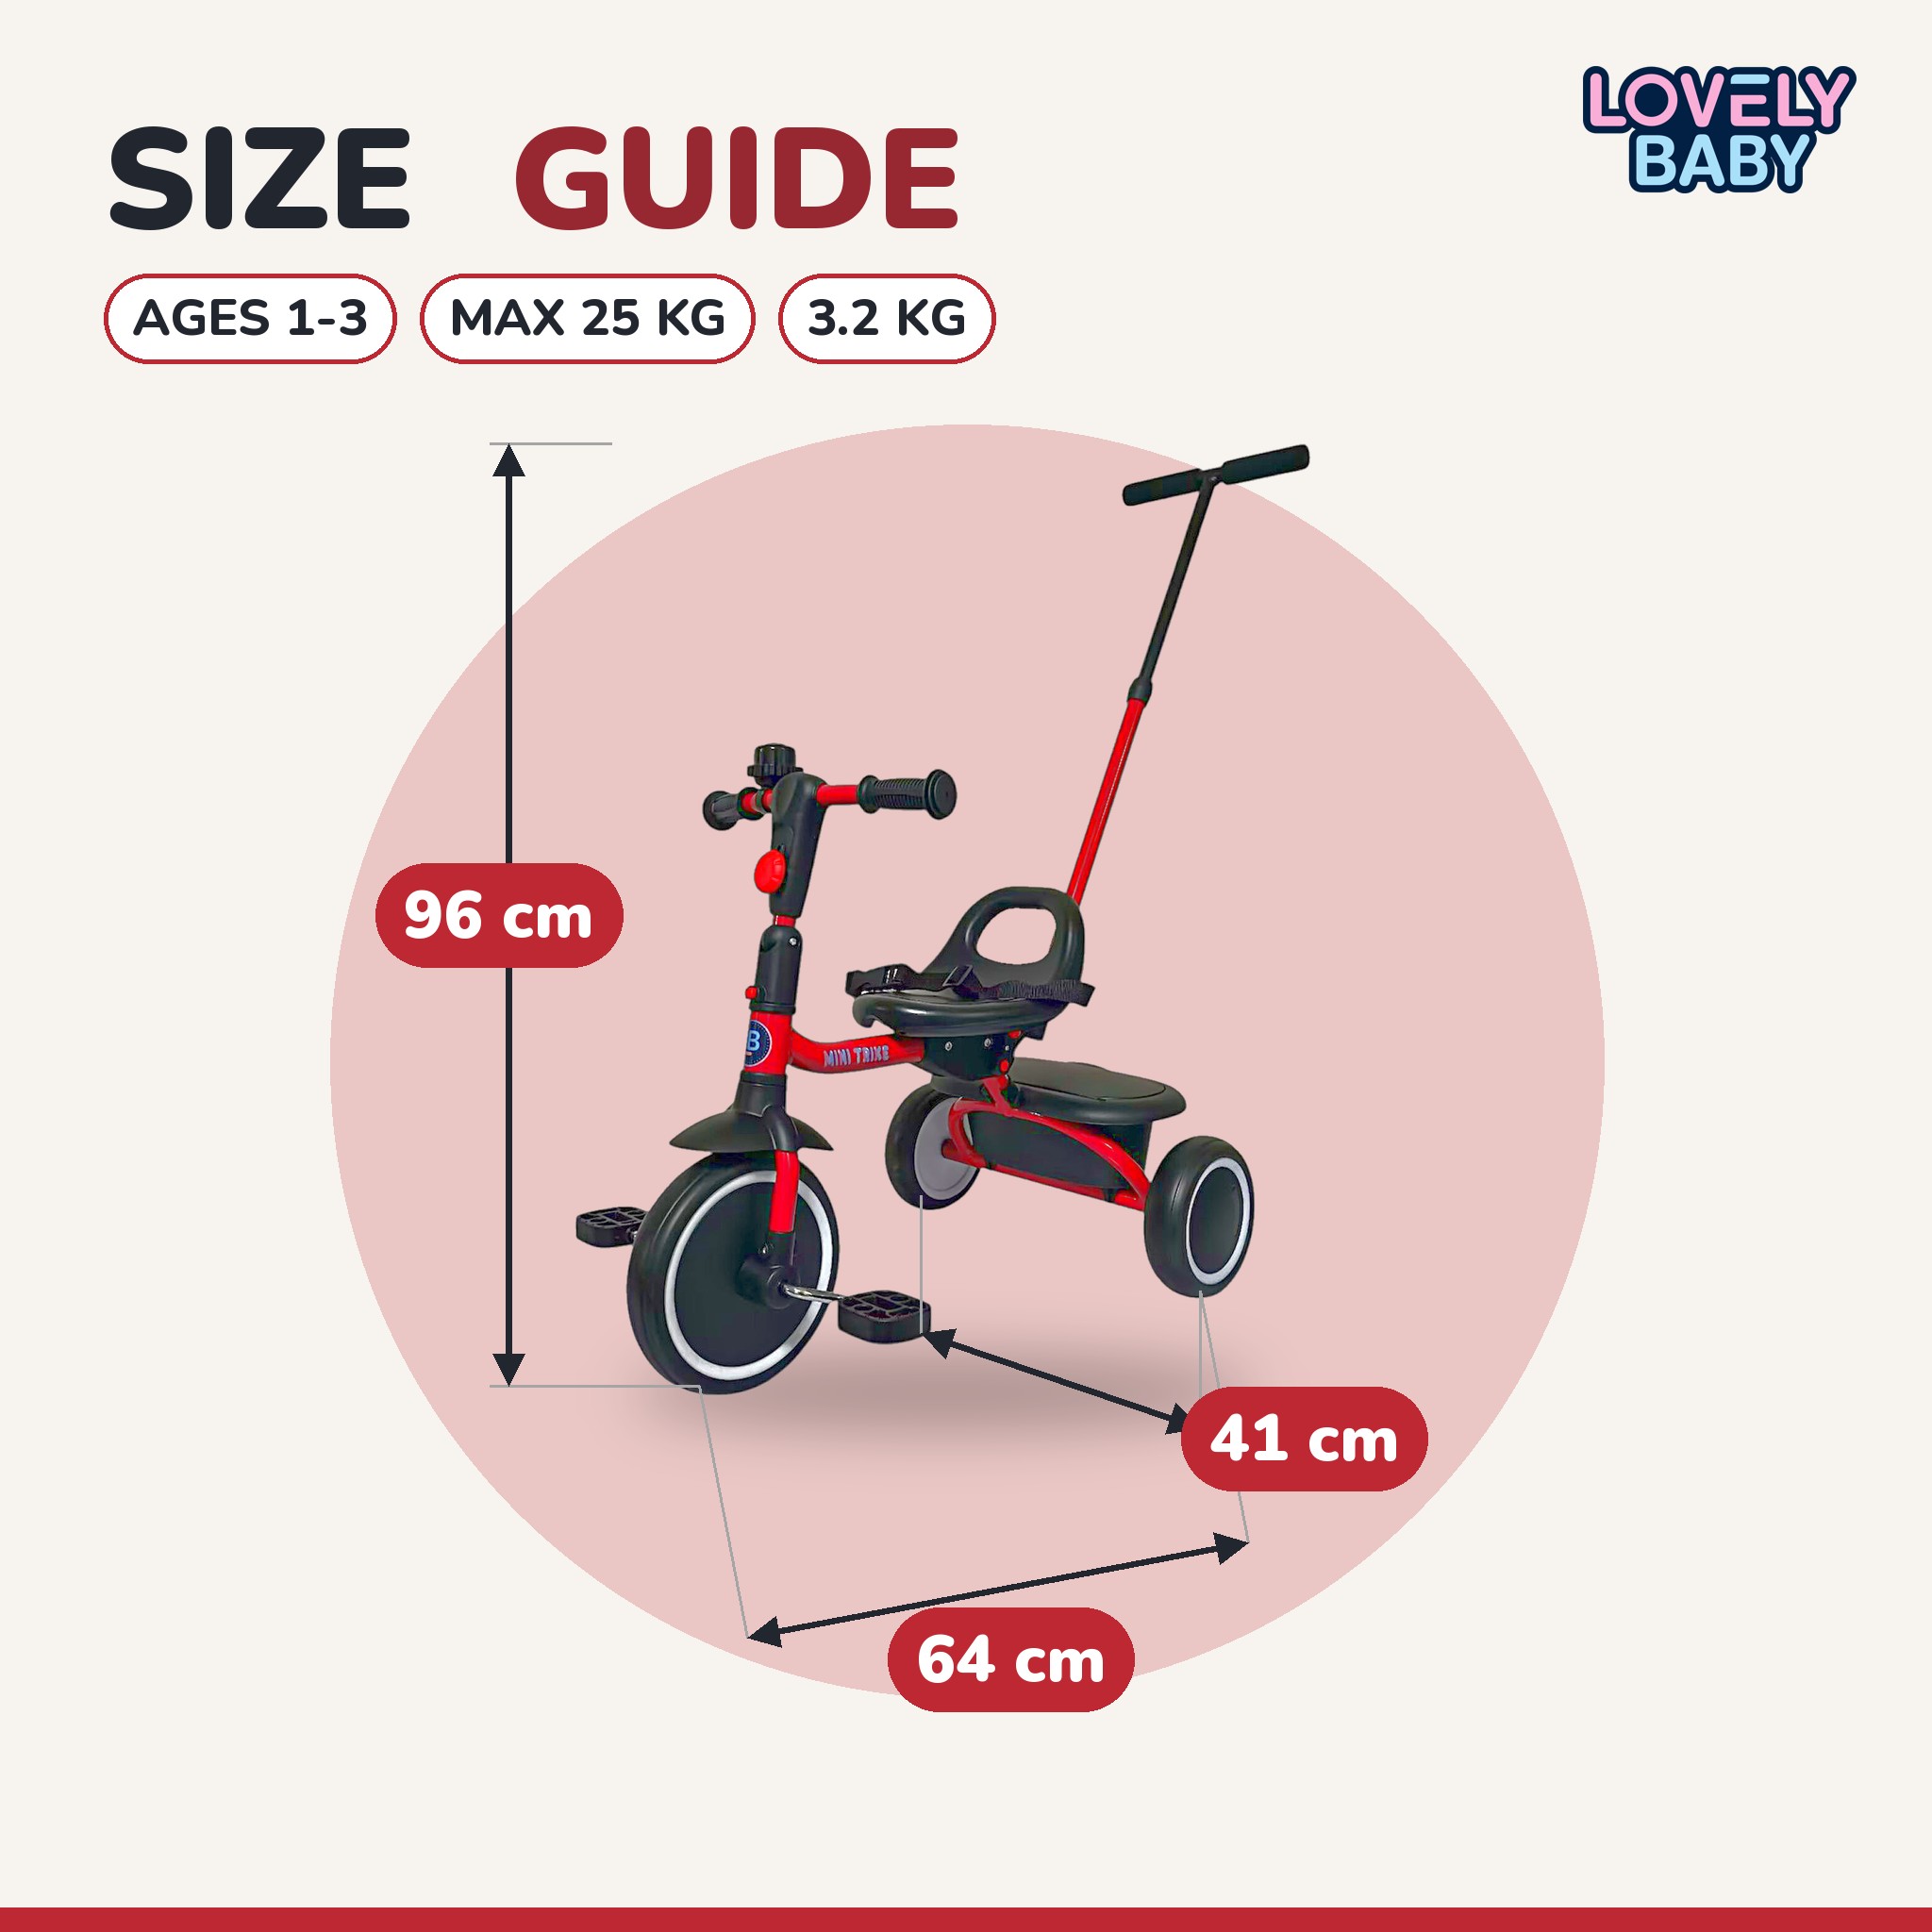 LOVELY
BABY
SIZE GUIDE
AGES 1-3
MAX 25 KG
3.2 KG
96 cm
B
MINI TRIKE
41 cm
64 cm